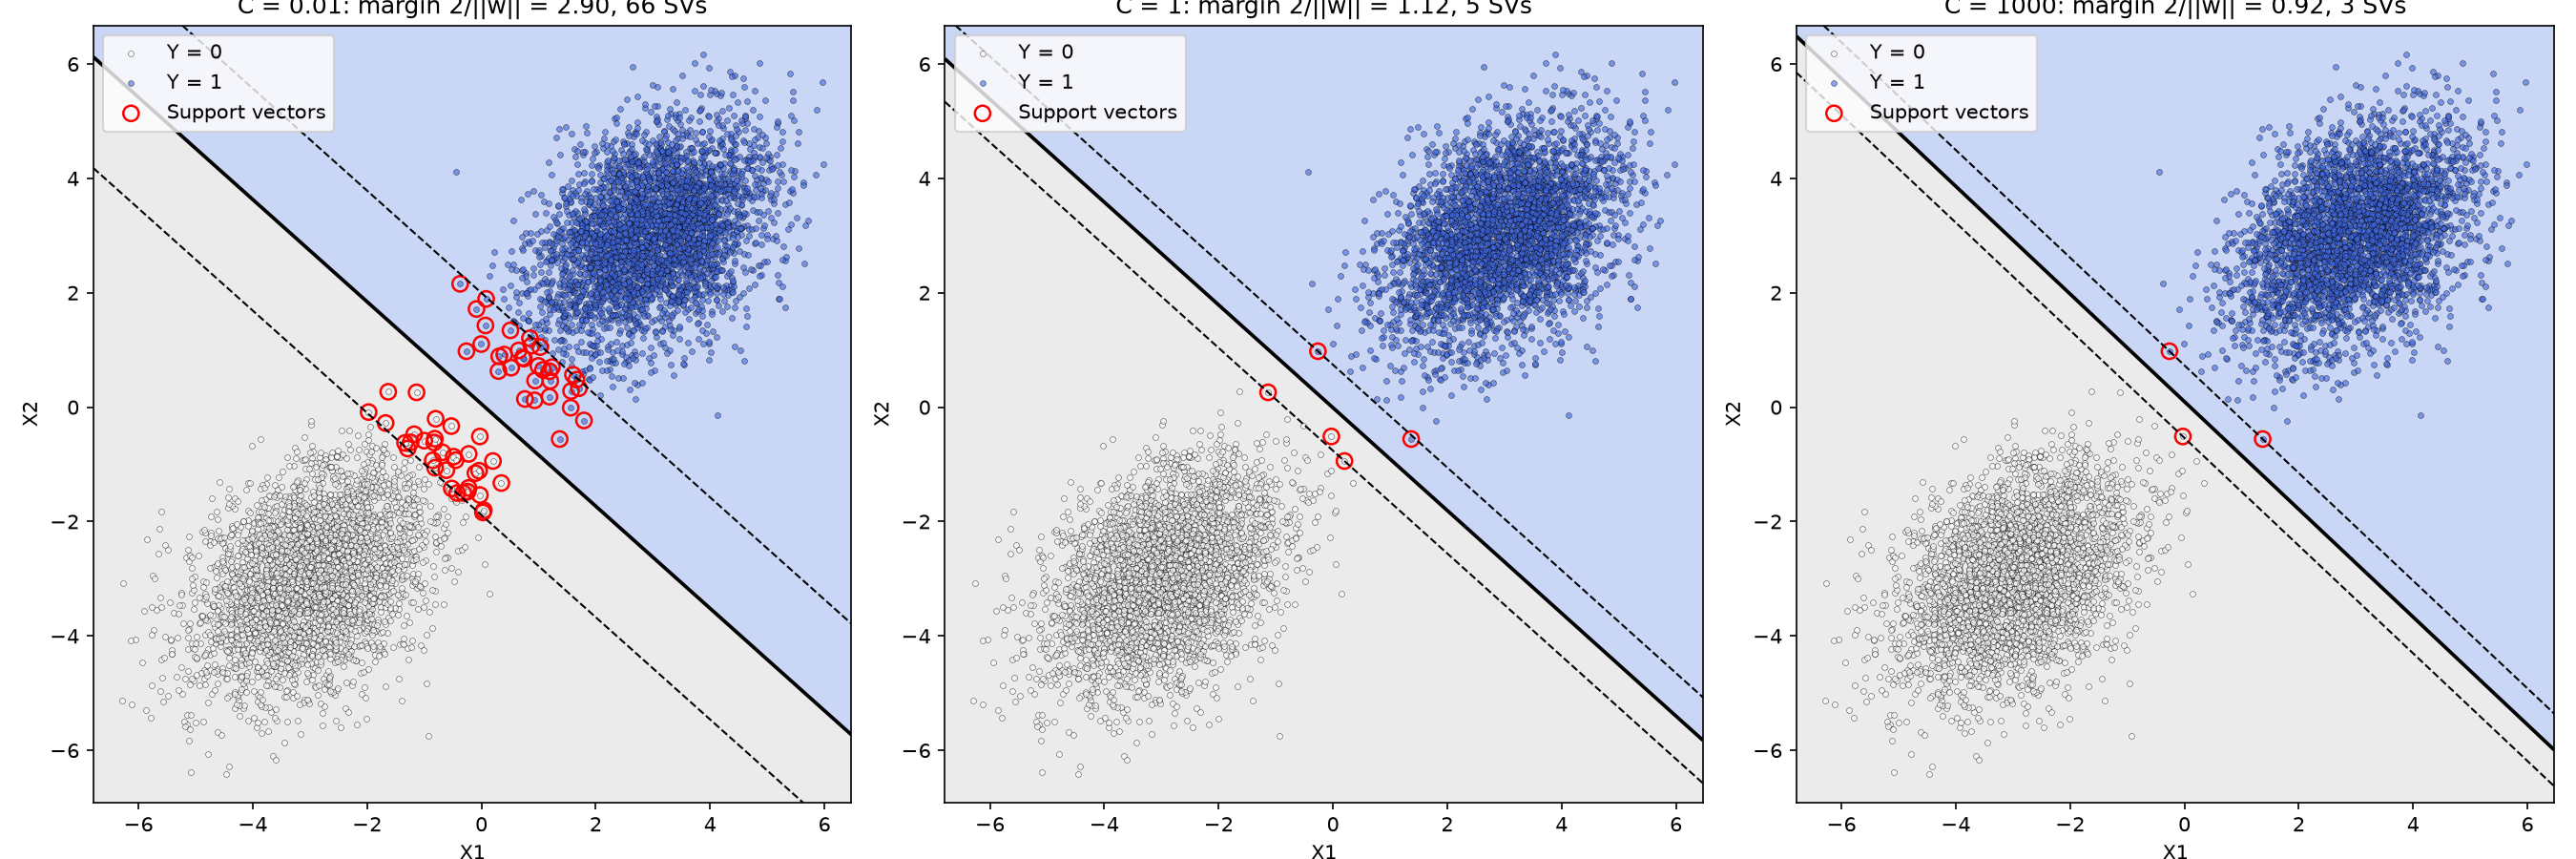 C = 0.01: margin 2/||w|| = 2.90, 66 SVs
Y = 0
Y = 1
Support vectors
6
4
2
0
−2
−4
−6
X2
−6 −4 −2 0 2 4 6
X1
C = 1: margin 2/||w|| = 1.12, 5 SVs
Y = 0
Y = 1
Support vectors
6
4
2
0
−2
−4
−6
X2
−6 −4 −2 0 2 4 6
X1
C = 1000: margin 2/||w|| = 0.92, 3 SVs
Y = 0
Y = 1
Support vectors
6
4
2
0
−2
−4
−6
X2
−6 −4 −2 0 2 4 6
X1